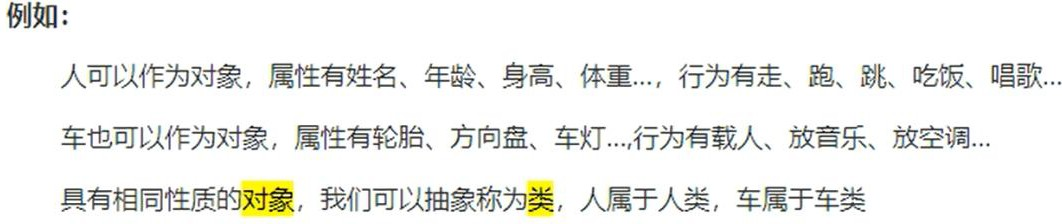 例如：
人可以作为对象，属性有姓名、年龄、身高、体重...，行为有走、跑、跳、吃饭、唱歌...
车也可以作为对象，属性有轮胎、方向盘、车灯...,行为有载人、放音乐、放空调...
具有相同性质的对象，我们可以抽象称为类，人属于人类，车属于车类